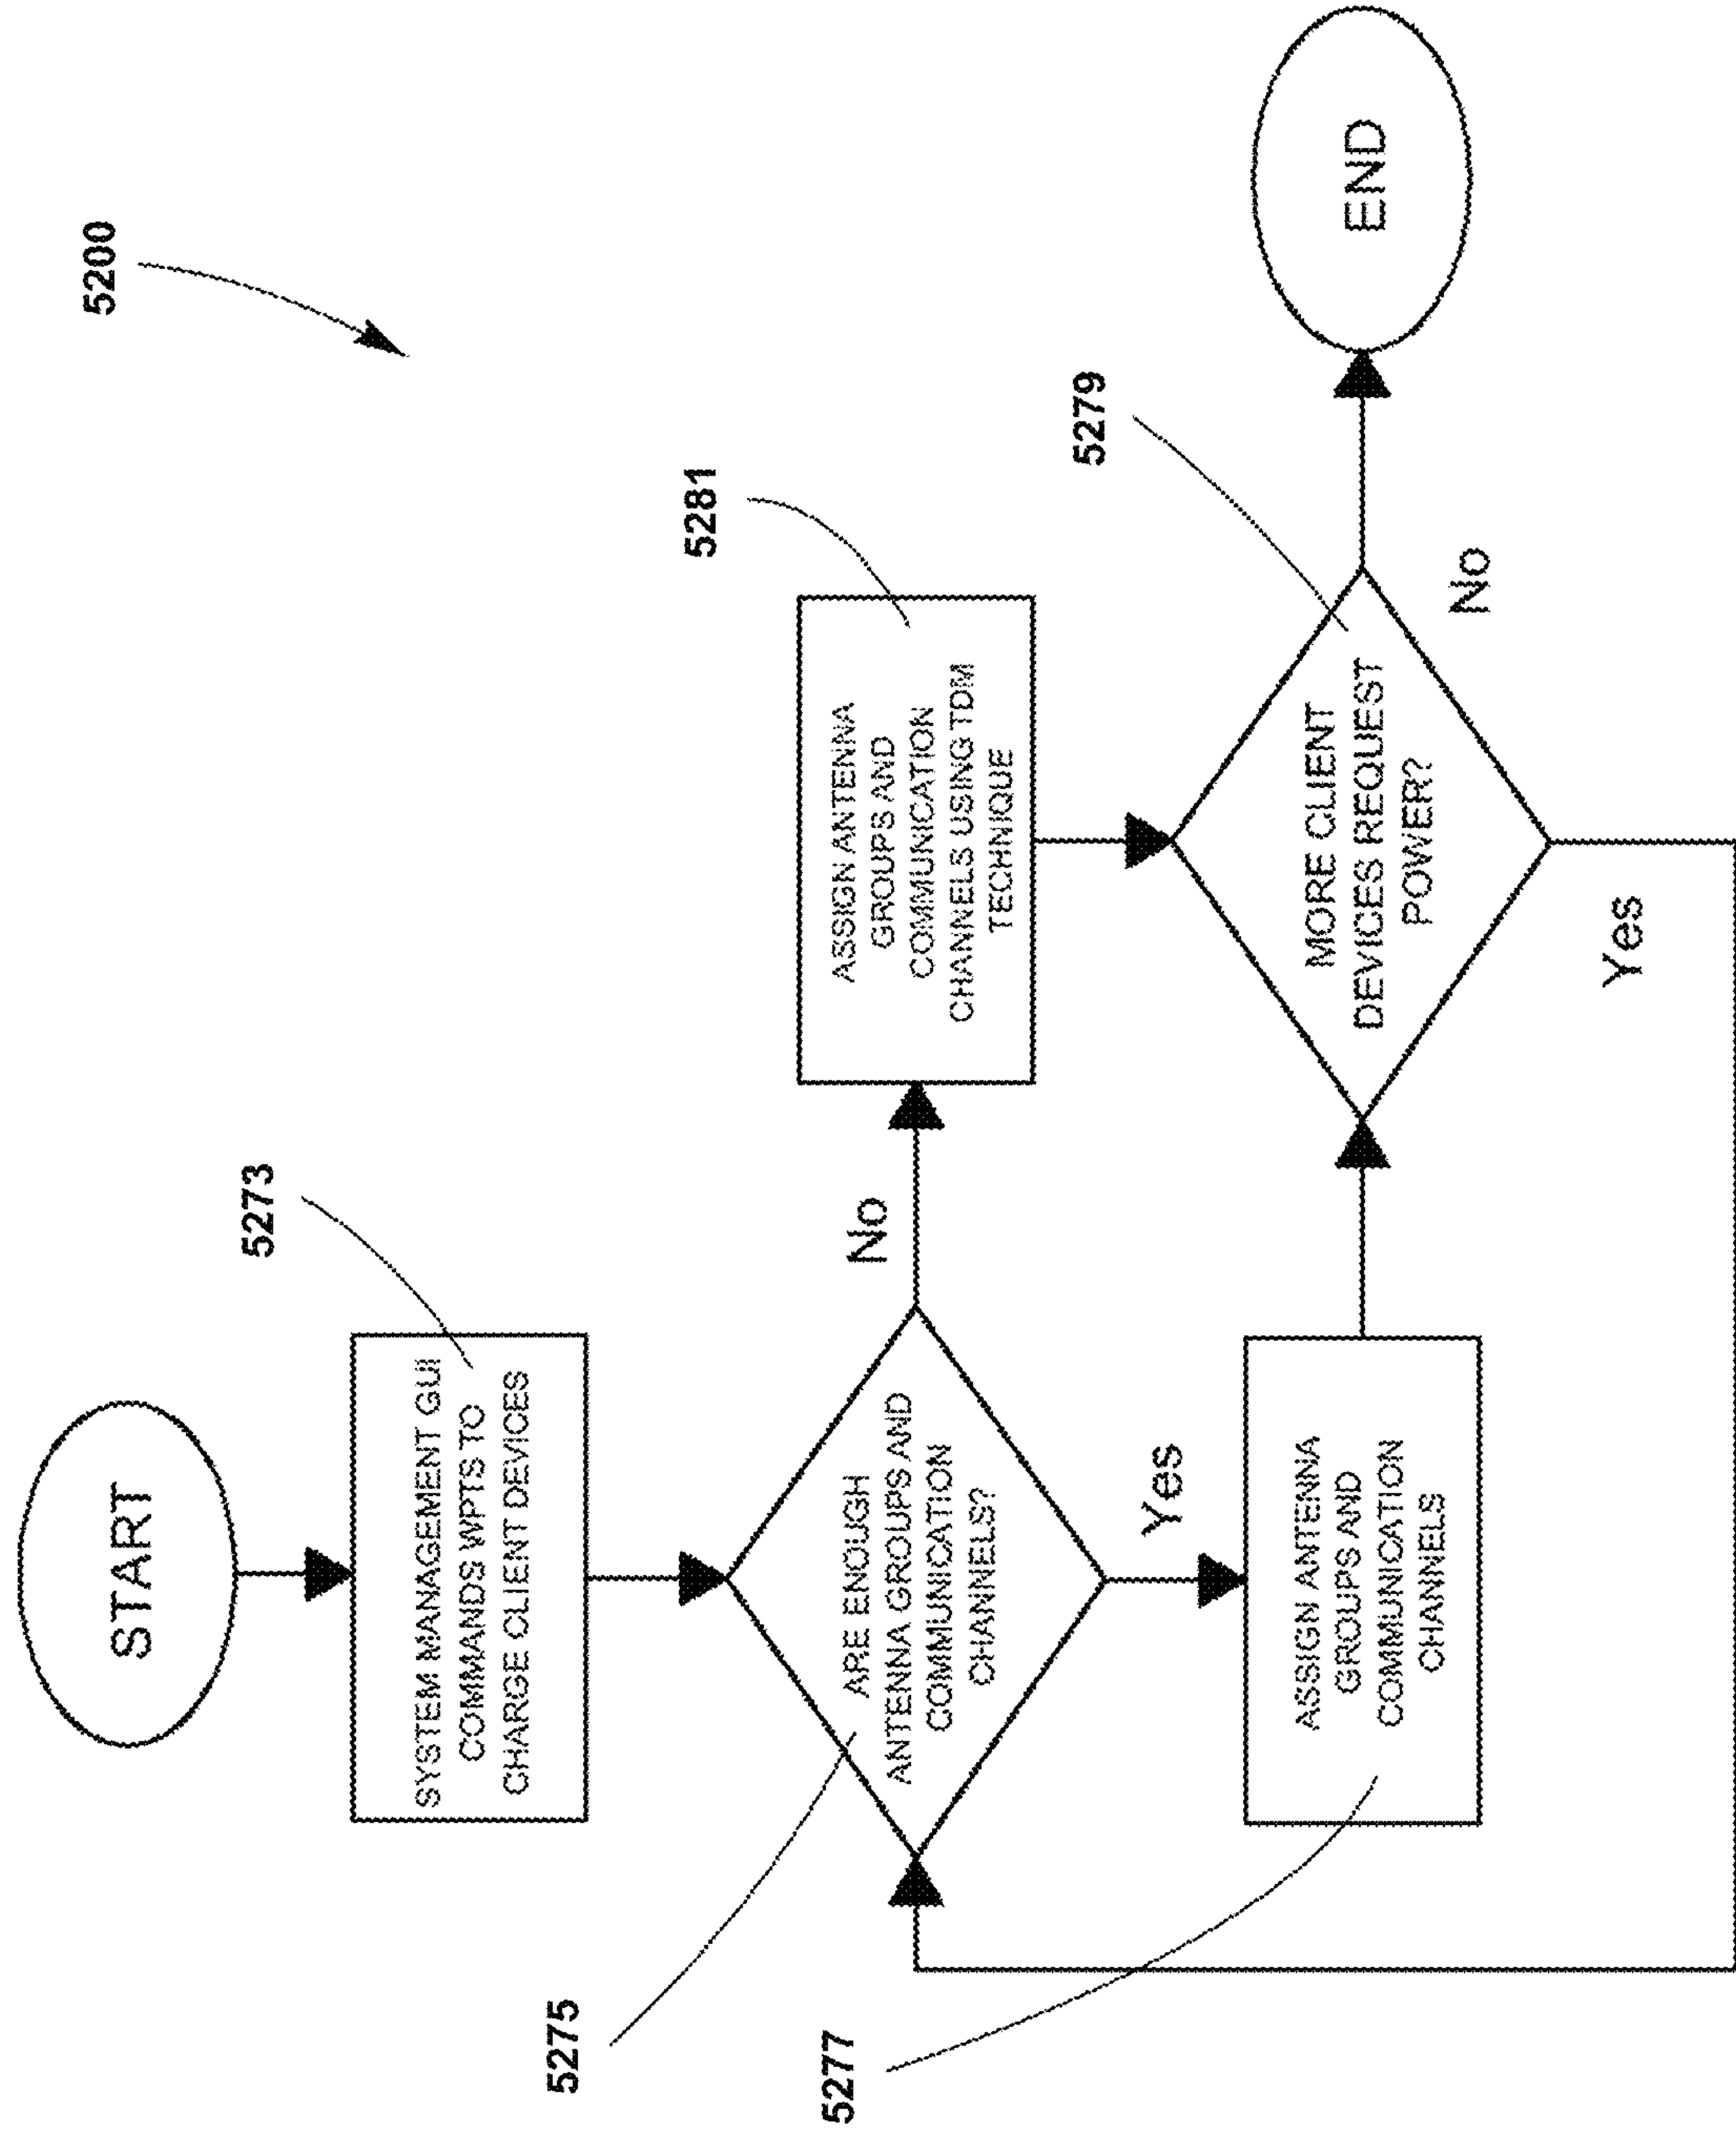 5200
START
5273
SYSTEM MANAGEMENT GUI
COMMANDS WPTS TO
CHARGE CLIENT DEVICES
5275
ARE ENOUGH
ANTENNA GROUPS AND
COMMUNICATION
CHANNELS?
No
5281
ASSIGN ANTENNA
GROUPS AND
COMMUNICATION
CHANNELS USING TDM
TECHNIQUE
Yes
5277
ASSIGN ANTENNA
GROUPS AND
COMMUNICATION
CHANNELS
5279
MORE CLIENT
DEVICES REQUEST
POWER?
No
END
Yes